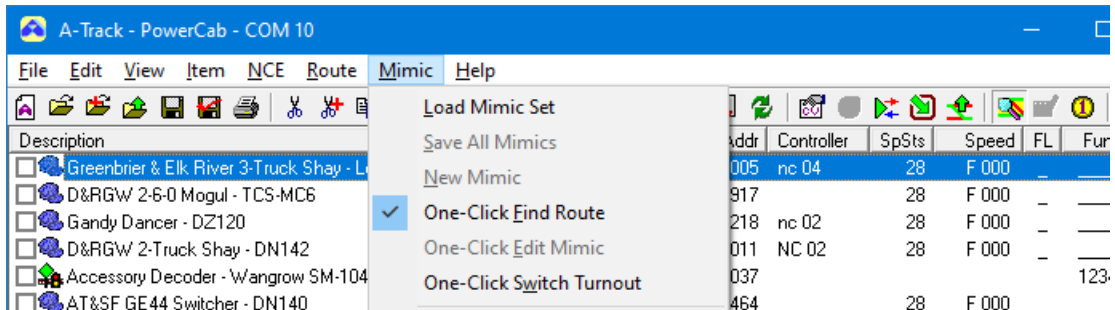 A-Track - PowerCab - COM 10
File Edit View Item NCE Route Mimic Help
Load Mimic Set
Save All Mimics
New Mimic
One-Click Find Route
One-Click Edit Mimic
One-Click Switch Turnout
Description Addr Controller SpSts Speed FL Fun
Greenbrier & Elk River 3-Truck Shay - Lo 005 nc 04 28 F 000 _
D&RGW 2-6-0 Mogul - TCS-MC6 917 28 F 000 _
Gandy Dancer - DZ120 218 nc 02 28 F 000 _
D&RGW 2-Truck Shay - DN142 011 NC 02 28 F 000 _
Accessory Decoder - Wangrow SM-104 037 1234
AT&SF GE44 Switcher - DN140 464 28 F 000